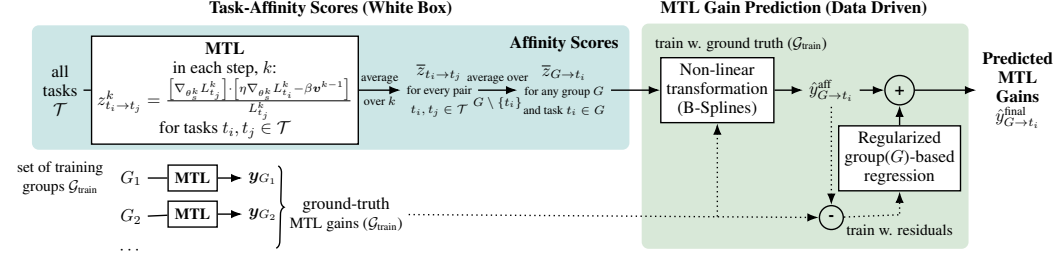 Task-Affinity Scores (White Box)
MTL Gain Prediction (Data Driven)
all
tasks
𝒯
MTL
in each step, k:
z^k_{t_i→t_j} = [∇_{θ_s^k} L^k_{t_j}] · [η∇_{θ_s^k} L^k_{t_i} − βv^{k−1}] / L^k_{t_j}
for tasks t_i, t_j ∈ 𝒯
average
over k
Affinity Scores
z̅_{t_i→t_j}
for every pair
t_i, t_j ∈ 𝒯
average over
G \ {t_i}
z̅_{G→t_i}
for any group G
and task t_i ∈ G
train w. ground truth (𝒢_train)
Non-linear
transformation
(B-Splines)
ŷ^aff_{G→t_i}
+
Regularized
group(G)-based
regression
-
train w. residuals
Predicted
MTL
Gains
ŷ^final_{G→t_i}
set of training
groups 𝒢_train
G_1
MTL
y_{G_1}
G_2
MTL
y_{G_2}
...
ground-truth
MTL gains (𝒢_train)